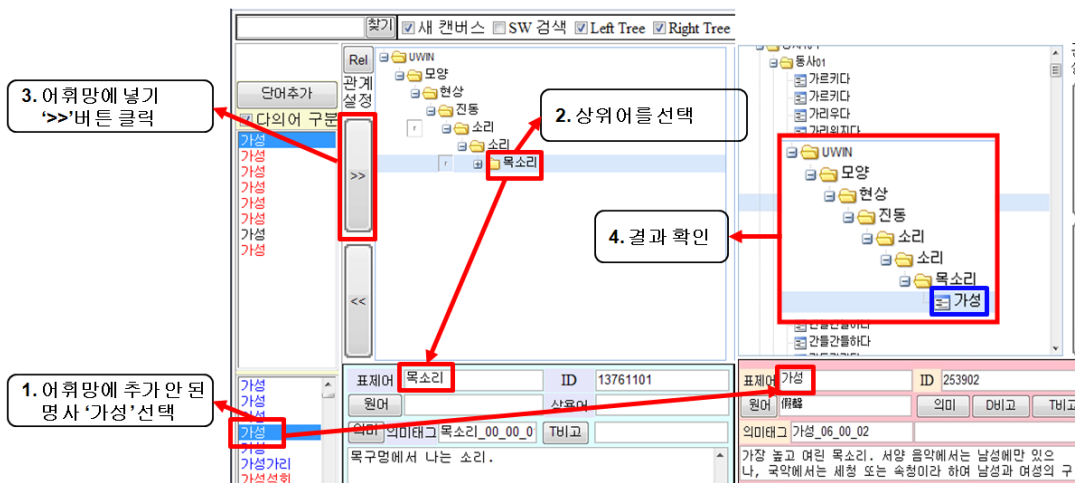 찾기 새 캔버스 SW 검색 Left Tree Right Tree
3. 어휘망에 넣기
‘>>’버튼 클릭
단어추가
다의어 구분
가성
가성
가성
가성
가성
가성
가성
가성
Rel
관계
설정
>>
<<
UWIN
모양
현상
진동
r 소리
소리
r 목소리
2. 상위어를 선택
4. 결과 확인
동사01
가르키다
가르키다
가리우다
가리워지다
UWIN
모양
현상
진동
소리
소리
목소리
가성
간들간들하다
1. 어휘망에 추가 안 된
명사 ‘가성’선택
가성
가성
가성
가성
가성
가성가리
가성석회
표제어 목소리 ID 13761101
원어 상용어
의미 의미태그 목소리_00_00_0 T비고
목구멍에서 나는 소리.
표제어 가성 ID 253902
원어 의미 D비고 T비고
의미태그 가성_06_00_02
가장 높고 여린 목소리. 서양 음악에서는 남성에만 있으
나, 국악에서는 세청 또는 속청이라 하여 남성과 여성의 구